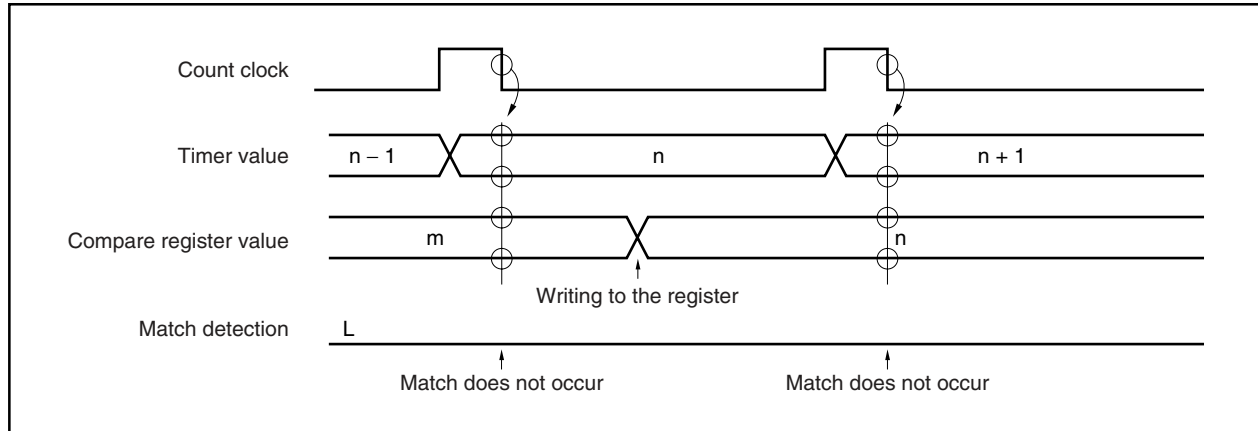 Count clock
Timer value
n – 1
n
n + 1
Compare register value
m
n
Writing to the register
Match detection
L
Match does not occur
Match does not occur